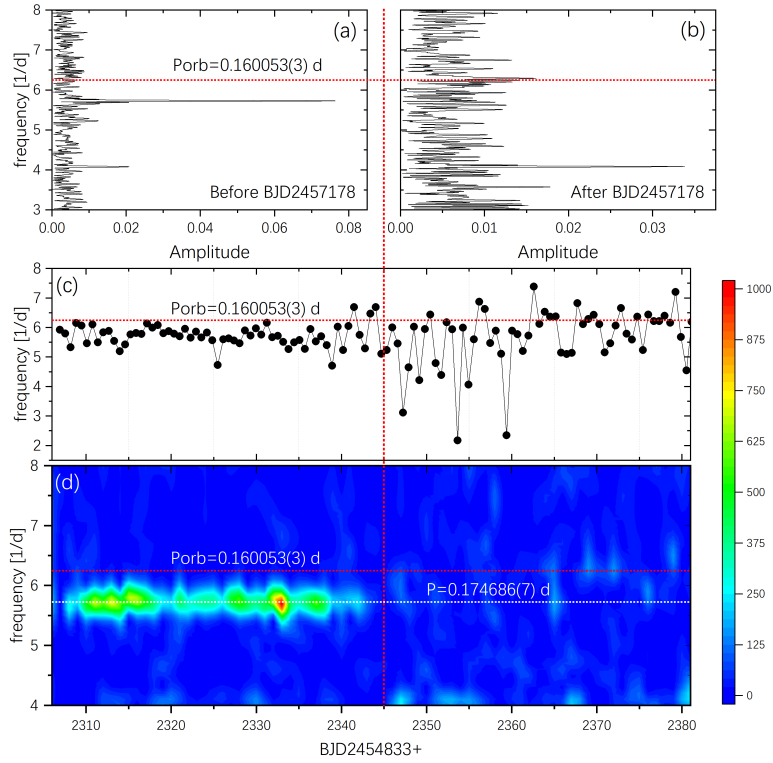 (a)
(b)
8
7
6
5
4
3
frequency [1/d]
Porb=0.160053(3) d
Before BJD2457178
After BJD2457178
0.00 0.02 0.04 0.06 0.08
0.00 0.01 0.02 0.03
Amplitude
Amplitude
(c)
8
7
6
5
4
3
2
frequency [1/d]
Porb=0.160053(3) d
(d)
8
7
6
5
4
frequency [1/d]
Porb=0.160053(3) d
P=0.174686(7) d
2310 2320 2330 2340 2350 2360 2370 2380
BJD2454833+
1000
875
750
625
500
375
250
125
0